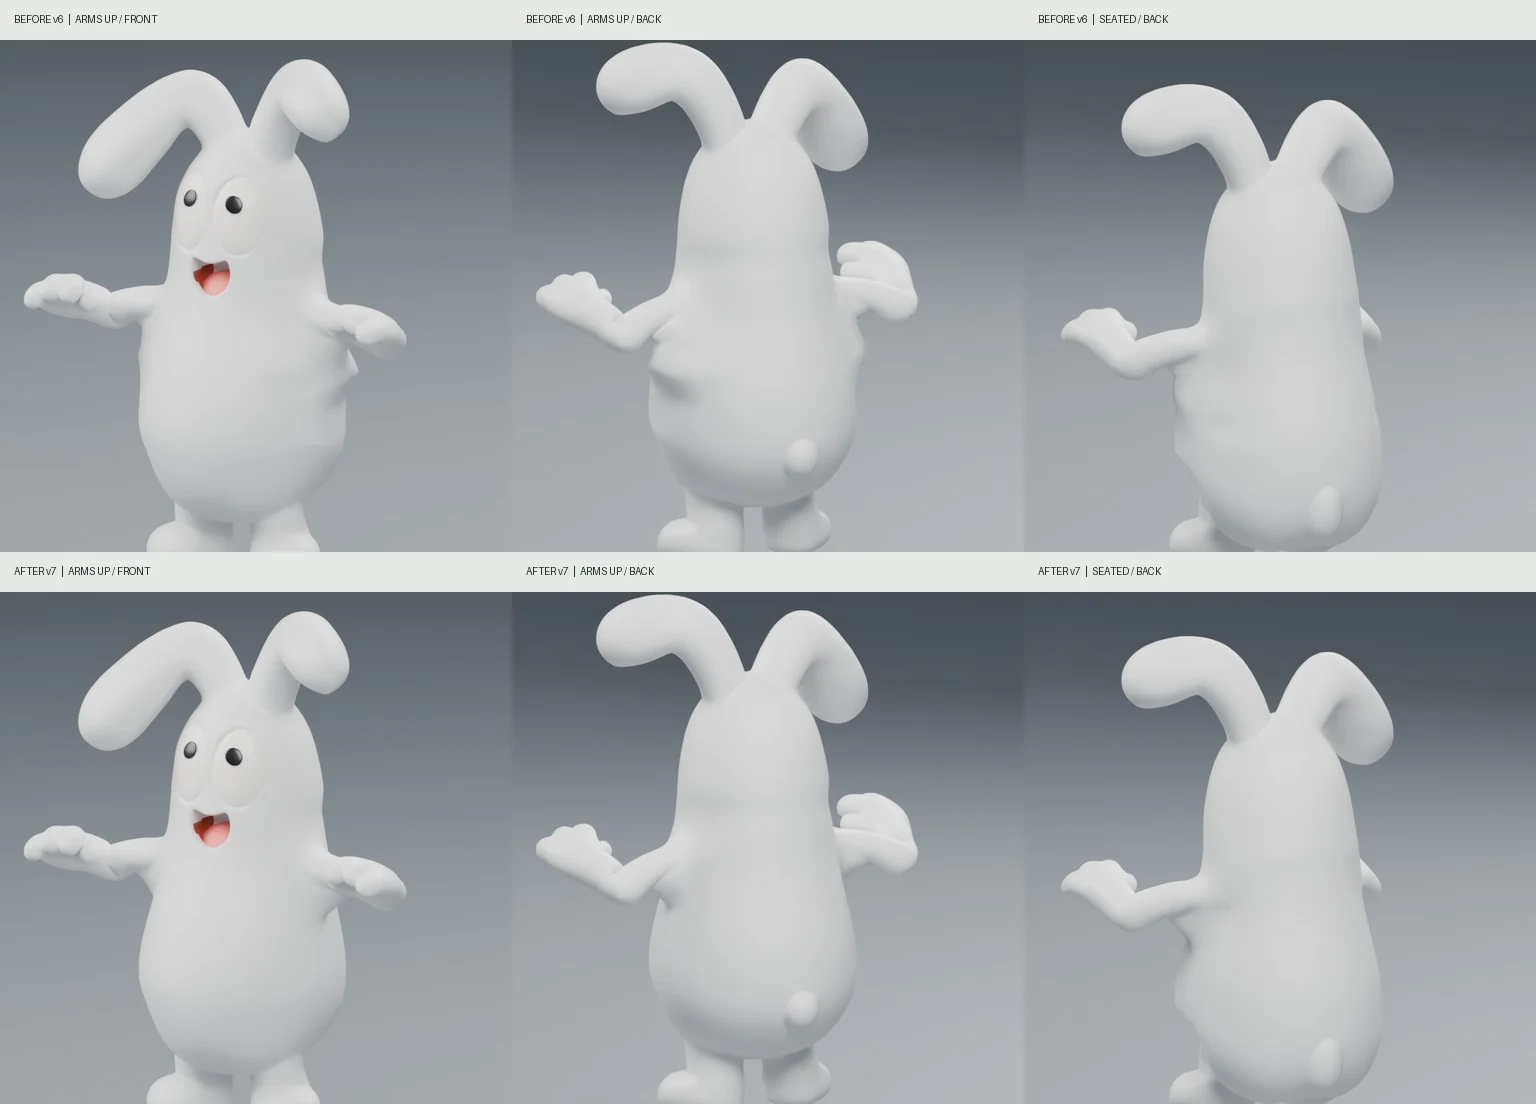 BEFORE v6 | ARMS UP / FRONT
BEFORE v6 | ARMS UP / BACK
BEFORE v6 | SEATED / BACK
AFTER v7 | ARMS UP / FRONT
AFTER v7 | ARMS UP / BACK
AFTER v7 | SEATED / BACK